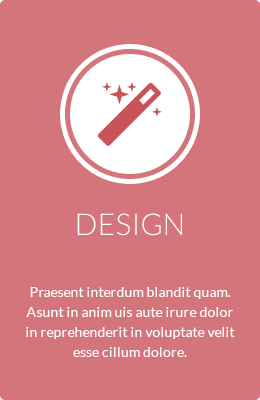 DESIGN
Praesent interdum blandit quam.
Asunt in anim uis aute irure dolor
in reprehenderit in voluptate velit
esse cillum dolore.